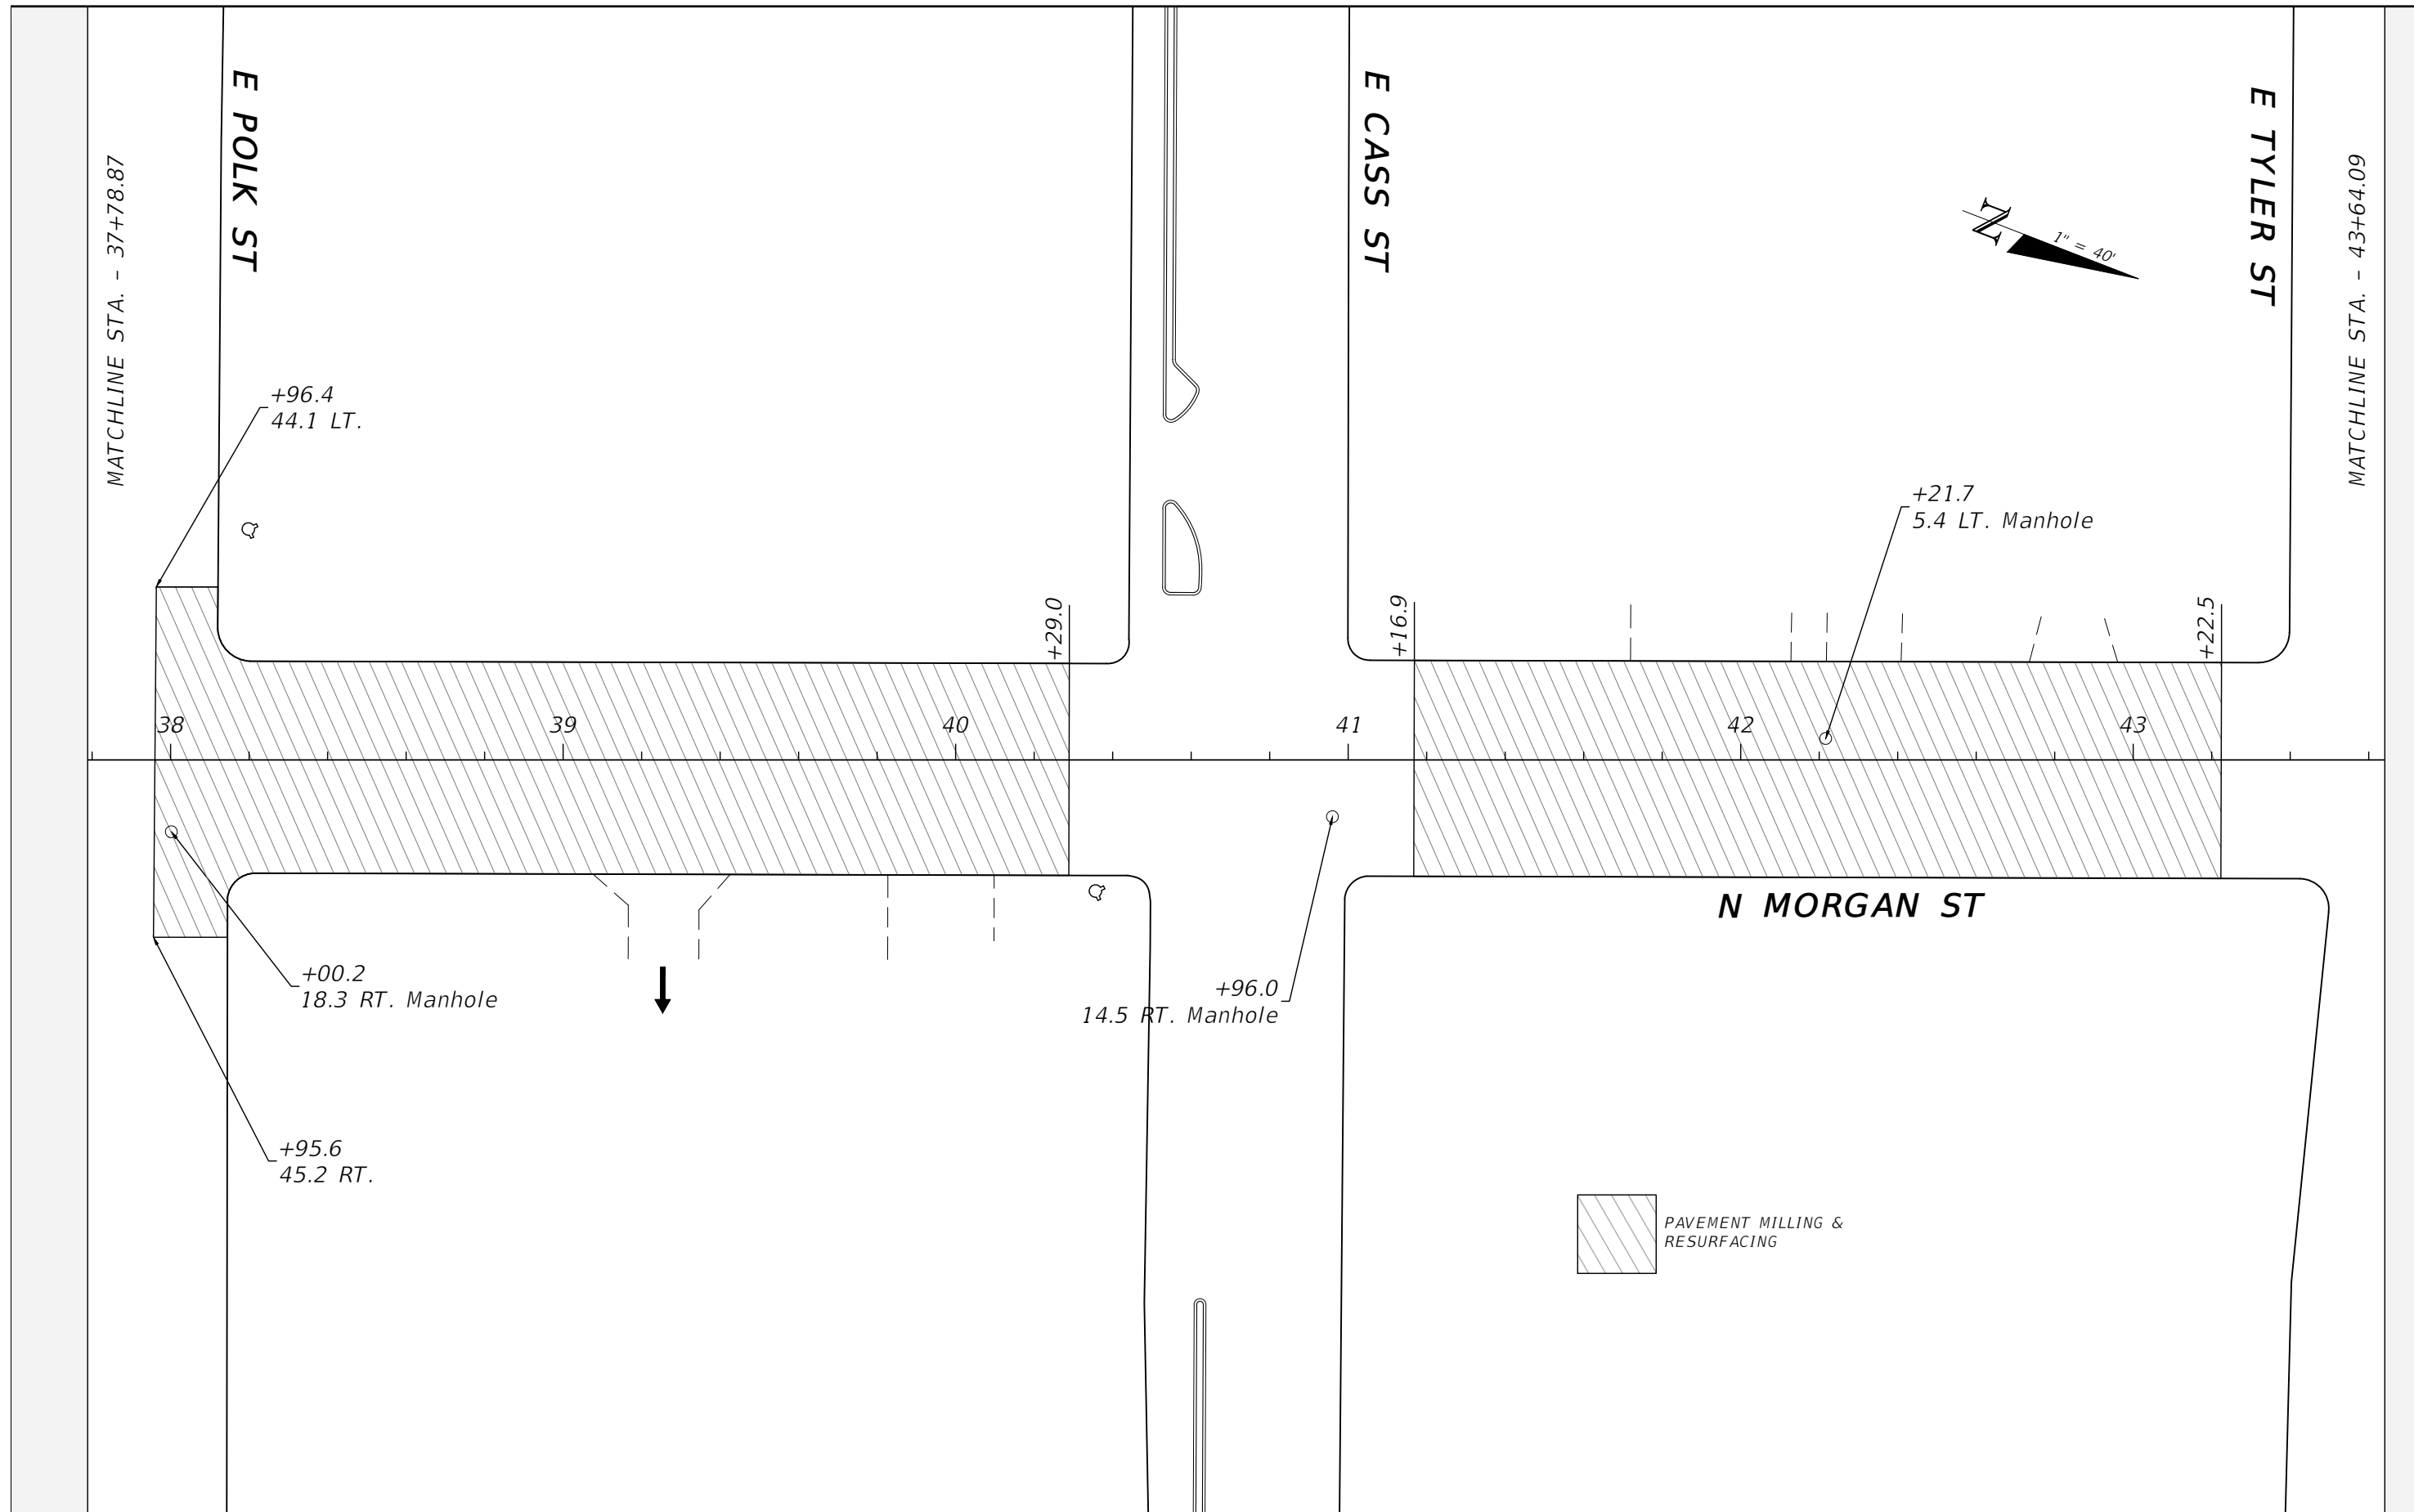 E POLK ST
E CASS ST
E TYLER ST
MATCHLINE STA. - 37+78.87
MATCHLINE STA. - 43+64.09
N
1" = 40'
+96.4
44.1 LT.
+21.7
5.4 LT. Manhole
+29.0
+16.9
+22.5
38
39
40
41
42
43
N MORGAN ST
+00.2
18.3 RT. Manhole
+96.0
14.5 RT. Manhole
+95.6
45.2 RT.
PAVEMENT MILLING &
RESURFACING